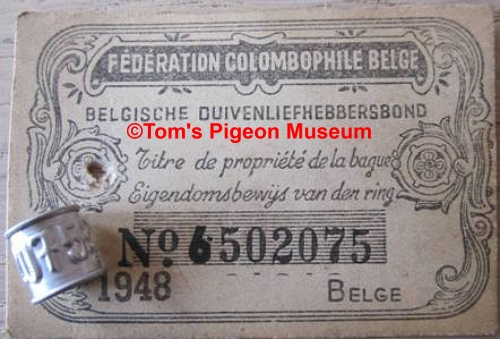 FÉDÉRATION COLOMBOPHILE BELGE
BELGISCHE DUIVENLIEFHEBBERSBOND
©Tom's Pigeon Museum
Titre de propriété de la bague
Eigendomsbewijs van den ring
No 6502075
1948 BELGE